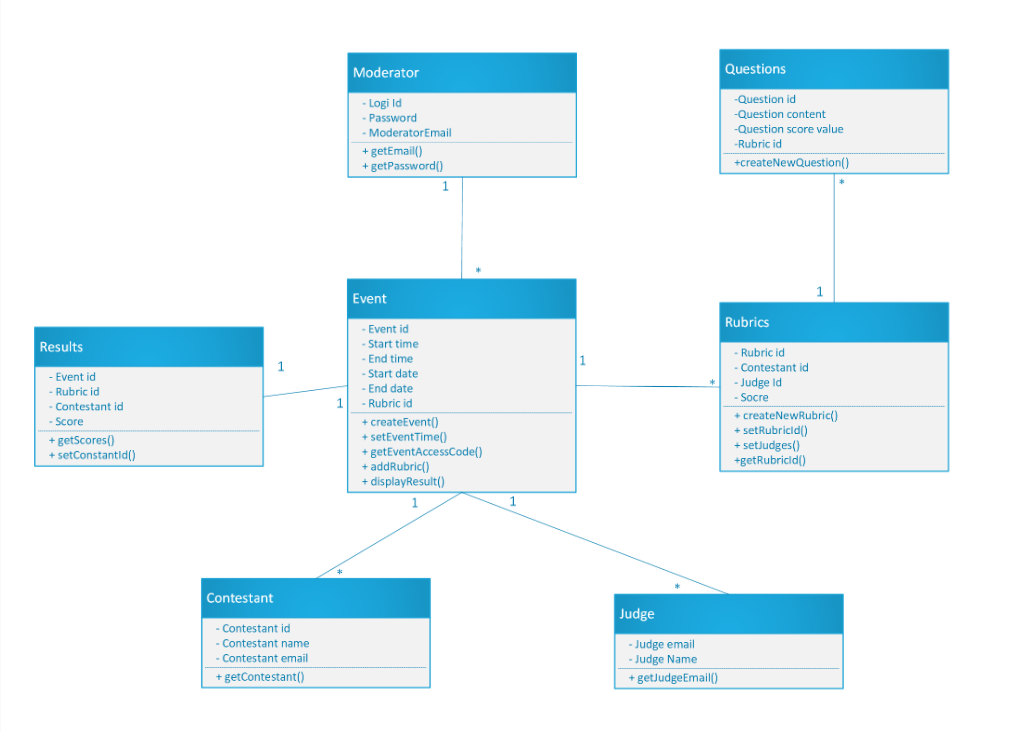 Moderator
- Logi Id
- Password
- ModeratorEmail
+ getEmail()
+ getPassword()
1
*
Questions
-Question id
-Question content
-Question score value
-Rubric id
+createNewQuestion()
*
1
Event
- Event id
- Start time
- End time
- Start date
- End date
- Rubric id
+ createEvent()
+ setEventTime()
+ getEventAccessCode()
+ addRubric()
+ displayResult()
1
*
Rubrics
- Rubric id
- Contestant id
- Judge Id
- Socre
+ createNewRubric()
+ setRubricId()
+ setJudges()
+getRubricId()
Results
- Event id
- Rubric id
- Contestant id
- Score
+ getScores()
+ setConstantId()
1
1
1
*
1
*
Contestant
- Contestant id
- Contestant name
- Contestant email
+ getContestant()
Judge
- Judge email
- Judge Name
+ getJudgeEmail()